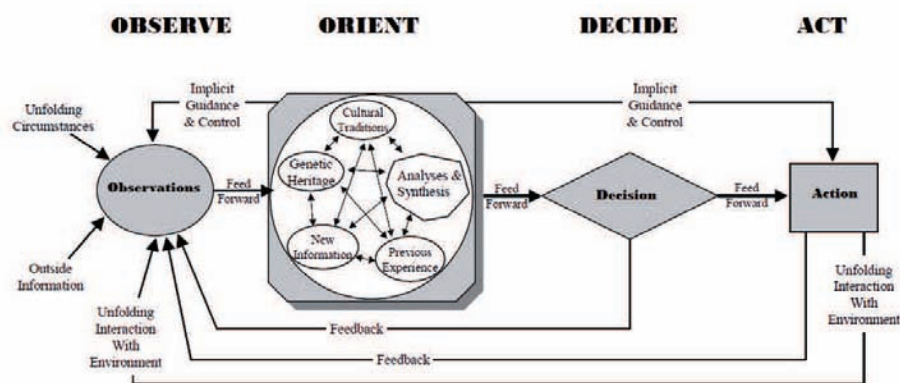 OBSERVE
ORIENT
DECIDE
ACT
Implicit
Guidance
& Control
Implicit
Guidance
& Control
Unfolding
Circumstances
Cultural
Traditions
Genetic
Heritage
Analyses &
Synthesis
Observations
Feed
Forward
Feed
Forward
Decision
Feed
Forward
Action
New
Information
Previous
Experience
Outside
Information
Unfolding
Interaction
With
Environment
Unfolding
Interaction
With
Environment
Feedback
Feedback